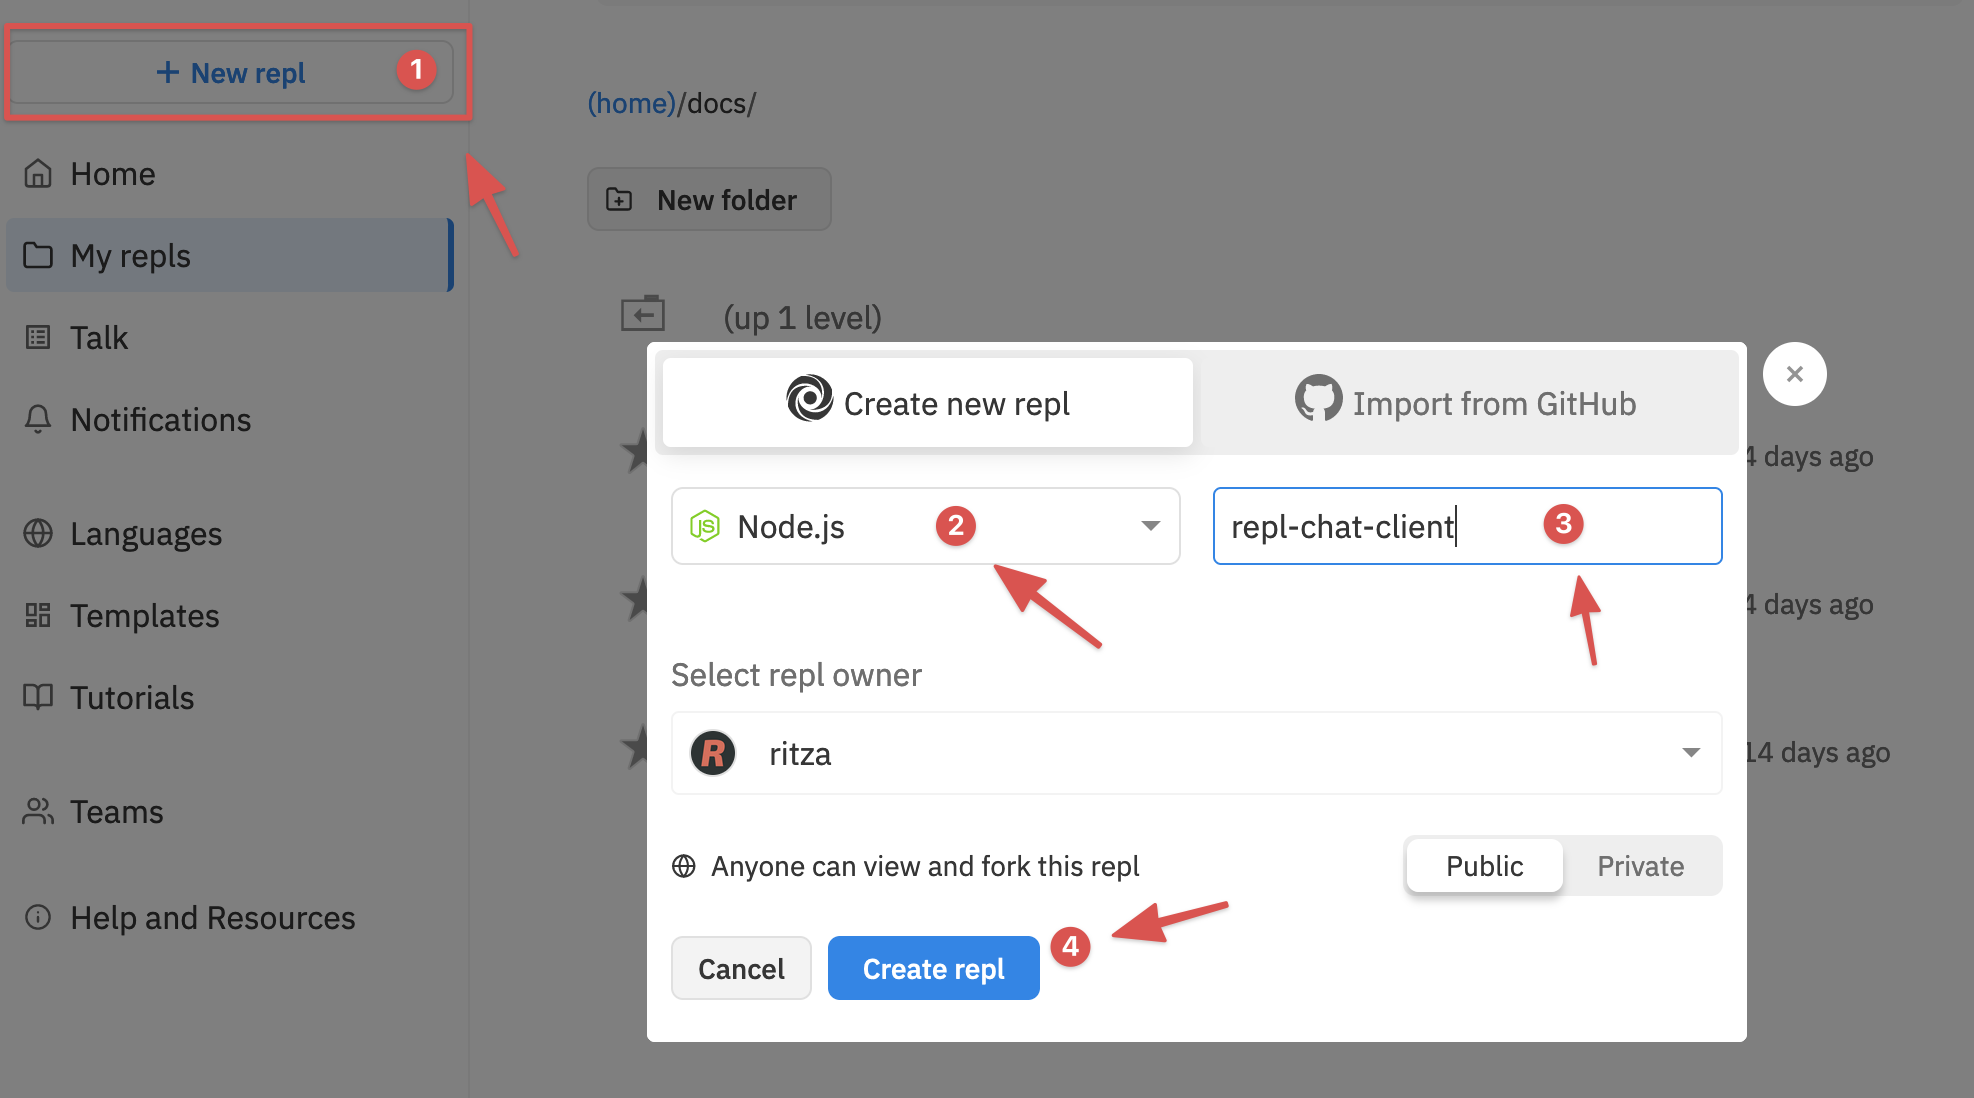 + New repl 1
Home
My repls
Talk
Notifications
Languages
Templates
Tutorials
Teams
Help and Resources
(home)/docs/
New folder
(up 1 level)
Create new repl
Import from GitHub
Node.js 2
repl-chat-client 3
Select repl owner
R ritza
Anyone can view and fork this repl
Public
Private
Cancel
Create repl 4
4 days ago
4 days ago
14 days ago